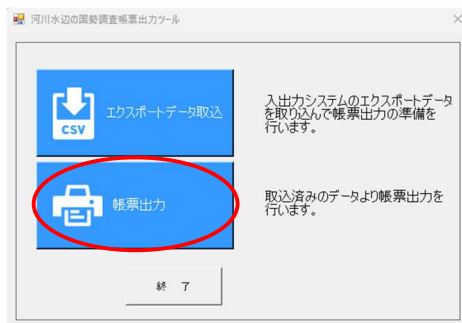 河川水辺の国勢調査帳票出力ツール
CSV
エクスポートデータ取込
入出力システムのエクスポートデータ
を取り込んで帳票出力の準備を
行います。
帳票出力
取込済みのデータより帳票出力を
行います。
終 了